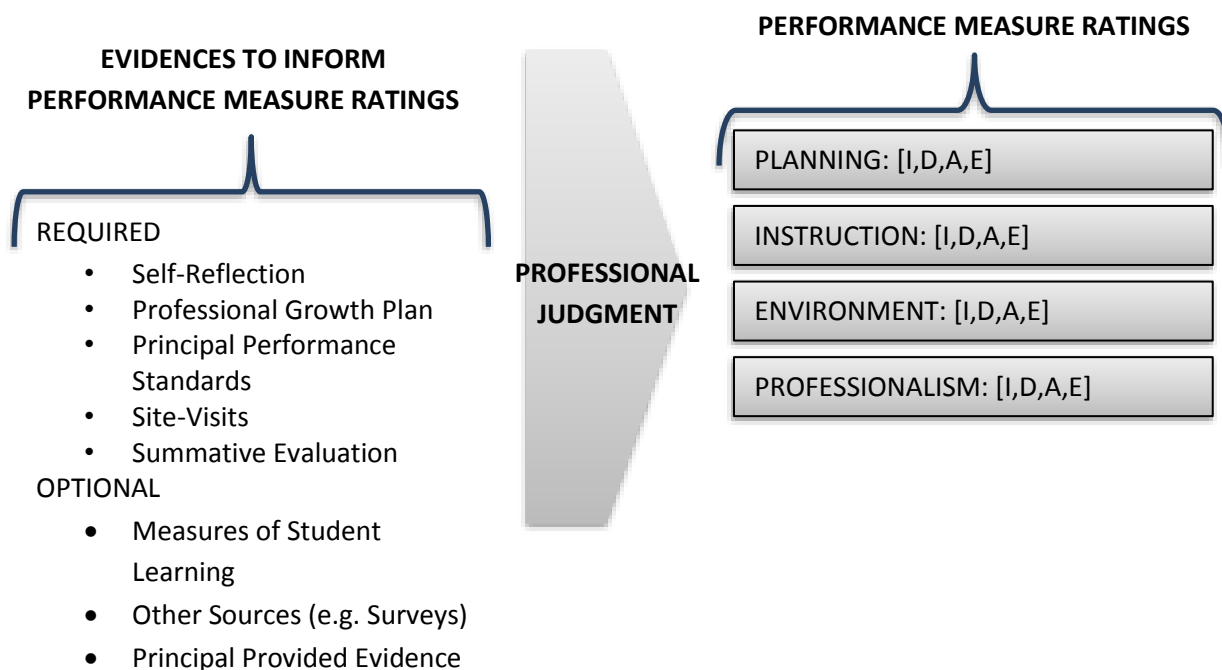 EVIDENCES TO INFORM
PERFORMANCE MEASURE RATINGS
REQUIRED
• Self-Reflection
• Professional Growth Plan
• Principal Performance
Standards
• Site-Visits
• Summative Evaluation
OPTIONAL
• Measures of Student
Learning
• Other Sources (e.g. Surveys)
• Principal Provided Evidence
PROFESSIONAL
JUDGMENT
PERFORMANCE MEASURE RATINGS
PLANNING: [I,D,A,E]
INSTRUCTION: [I,D,A,E]
ENVIRONMENT: [I,D,A,E]
PROFESSIONALISM: [I,D,A,E]